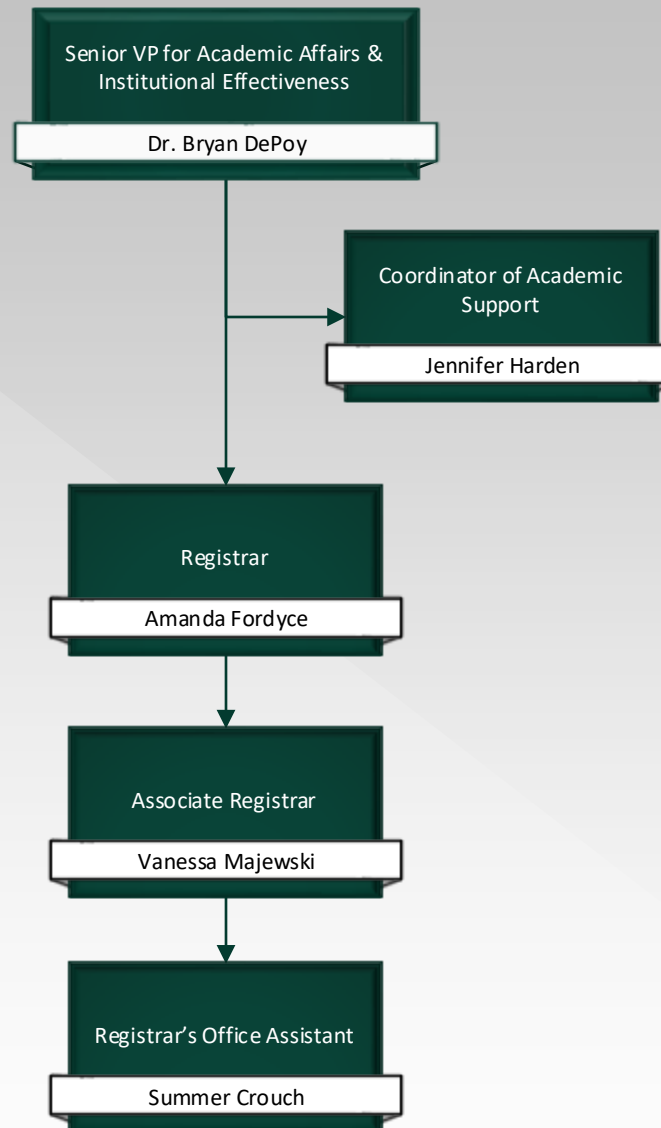 Senior VP for Academic Affairs &
Institutional Effectiveness
Dr. Bryan DePoy
Coordinator of Academic
Support
Jennifer Harden
Registrar
Amanda Fordyce
Associate Registrar
Vanessa Majewski
Registrar’s Office Assistant
Summer Crouch